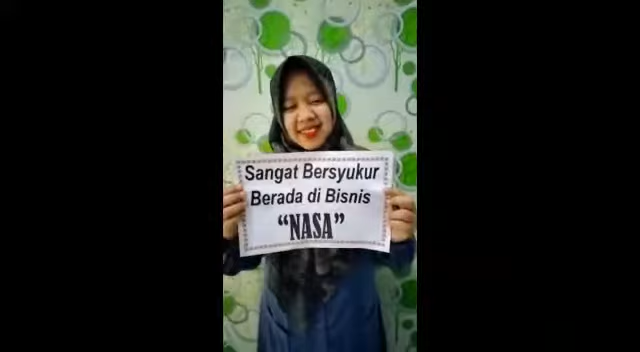 Sangat Bersyukur
Berada di Bisnis
“NASA”